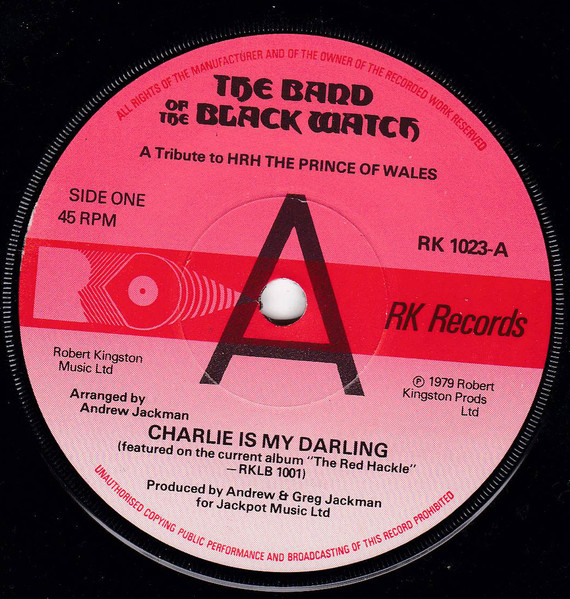 ALL RIGHTS OF THE MANUFACTURER AND OF THE OWNER OF THE RECORDED WORK RESERVED
THE BAND
OF THE BLACK WATCH
A Tribute to HRH THE PRINCE OF WALES
SIDE ONE
45 RPM
RK 1023-A
A
RK Records
Robert Kingston
Music Ltd
℗ 1979 Robert
Kingston Prods
Ltd
Arranged by
Andrew Jackman
CHARLIE IS MY DARLING
(featured on the current album "The Red Hackle"
—RKLB 1001)
Produced by Andrew & Greg Jackman
for Jackpot Music Ltd
UNAUTHORISED COPYING PUBLIC PERFORMANCE AND BROADCASTING OF THIS RECORD PROHIBITED